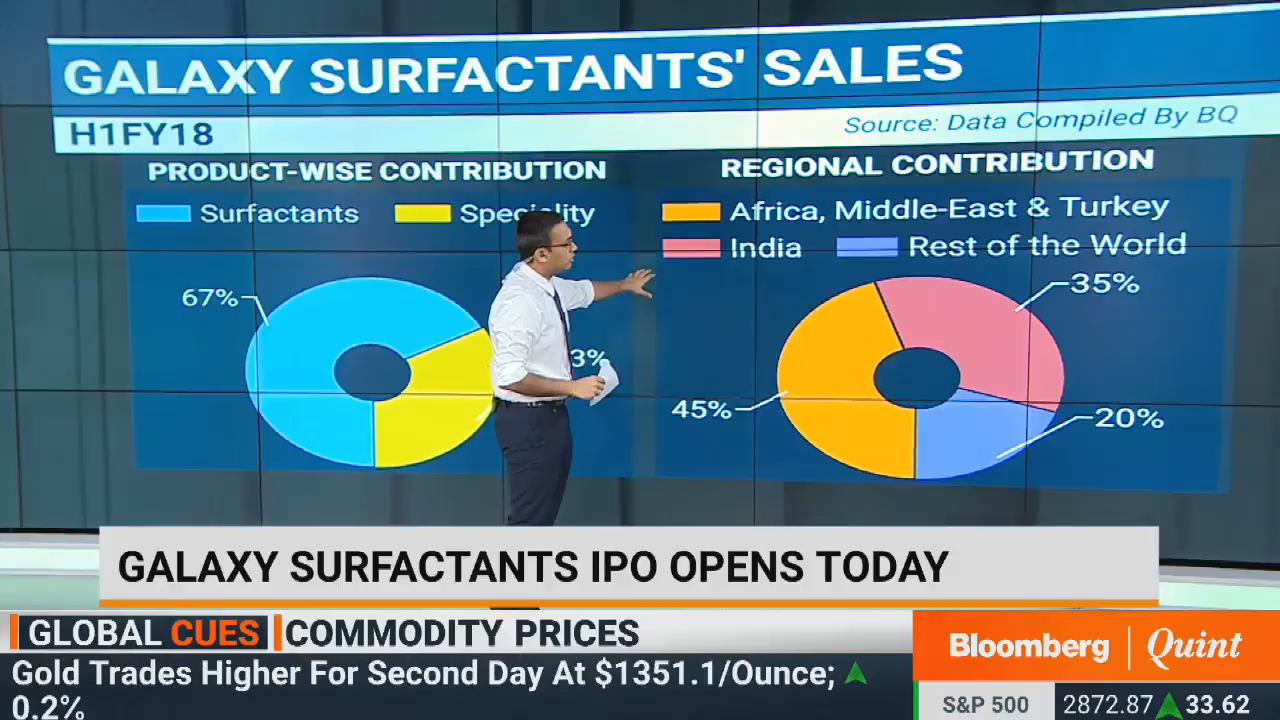 GALAXY SURFACTANTS' SALES
H1FY18
Source: Data Compiled By BQ
PRODUCT-WISE CONTRIBUTION
Surfactants
Speciality
67%
3%
REGIONAL CONTRIBUTION
Africa, Middle-East & Turkey
India
Rest of the World
35%
45%
20%
GALAXY SURFACTANTS IPO OPENS TODAY
GLOBAL CUES COMMODITY PRICES
Gold Trades Higher For Second Day At $1351.1/Ounce;
0.2%
Bloomberg | Quint
S&P 500 2872.87 33.62